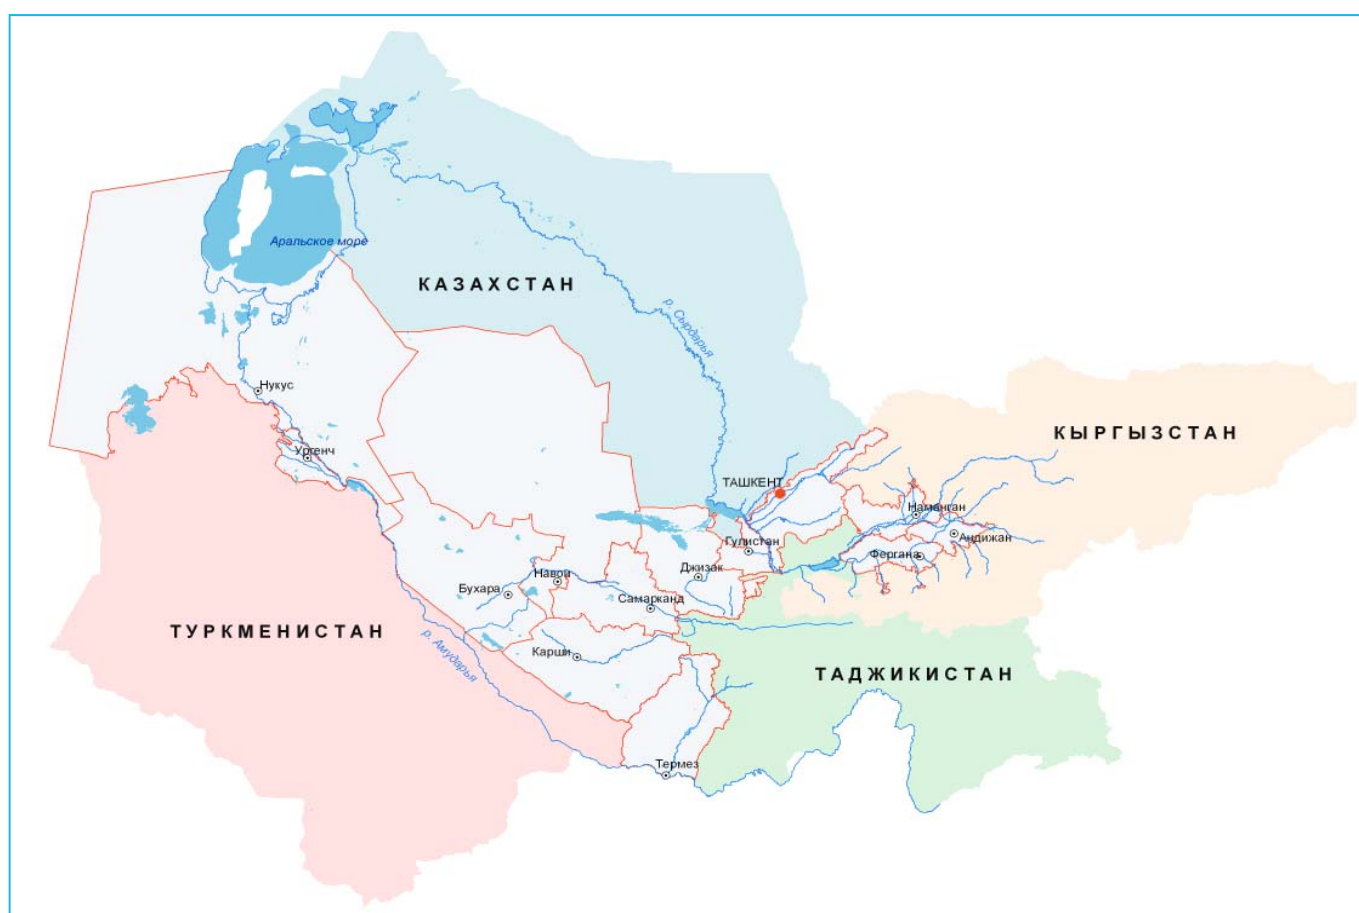 Аральское море
КАЗАХСТАН
р. Сырдарья
Нукус
КЫРГЫЗСТАН
Ургенч
ТАШКЕНТ
Наманган
Андижан
Гулистан
Фергана
Джизак
Навои
Бухара
Самарканд
ТУРКМЕНИСТАН
р. Амударья
Карши
ТАДЖИКИСТАН
Термез